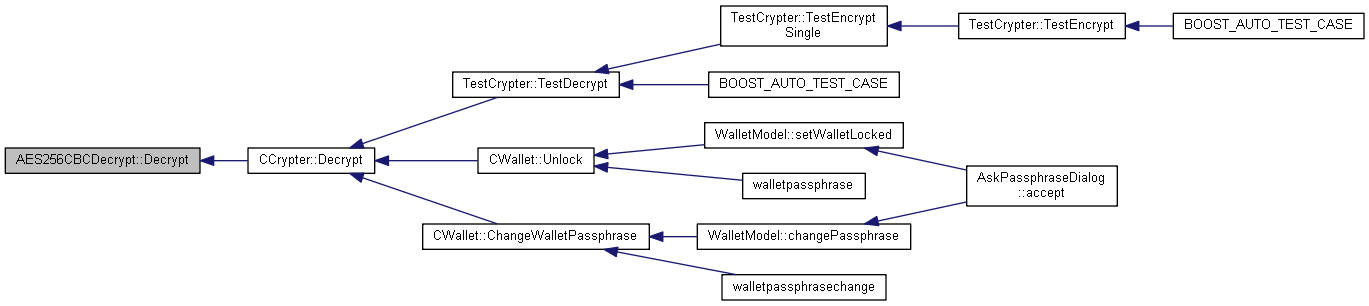 AES256CBCDecrypt::Decrypt
CCrypter::Decrypt
TestCrypter::TestDecrypt
TestCrypter::TestEncrypt
Single
TestCrypter::TestEncrypt
BOOST_AUTO_TEST_CASE
BOOST_AUTO_TEST_CASE
CWallet::Unlock
WalletModel::setWalletLocked
walletpassphrase
AskPassphraseDialog
::accept
CWallet::ChangeWalletPassphrase
WalletModel::changePassphrase
walletpassphrasechange